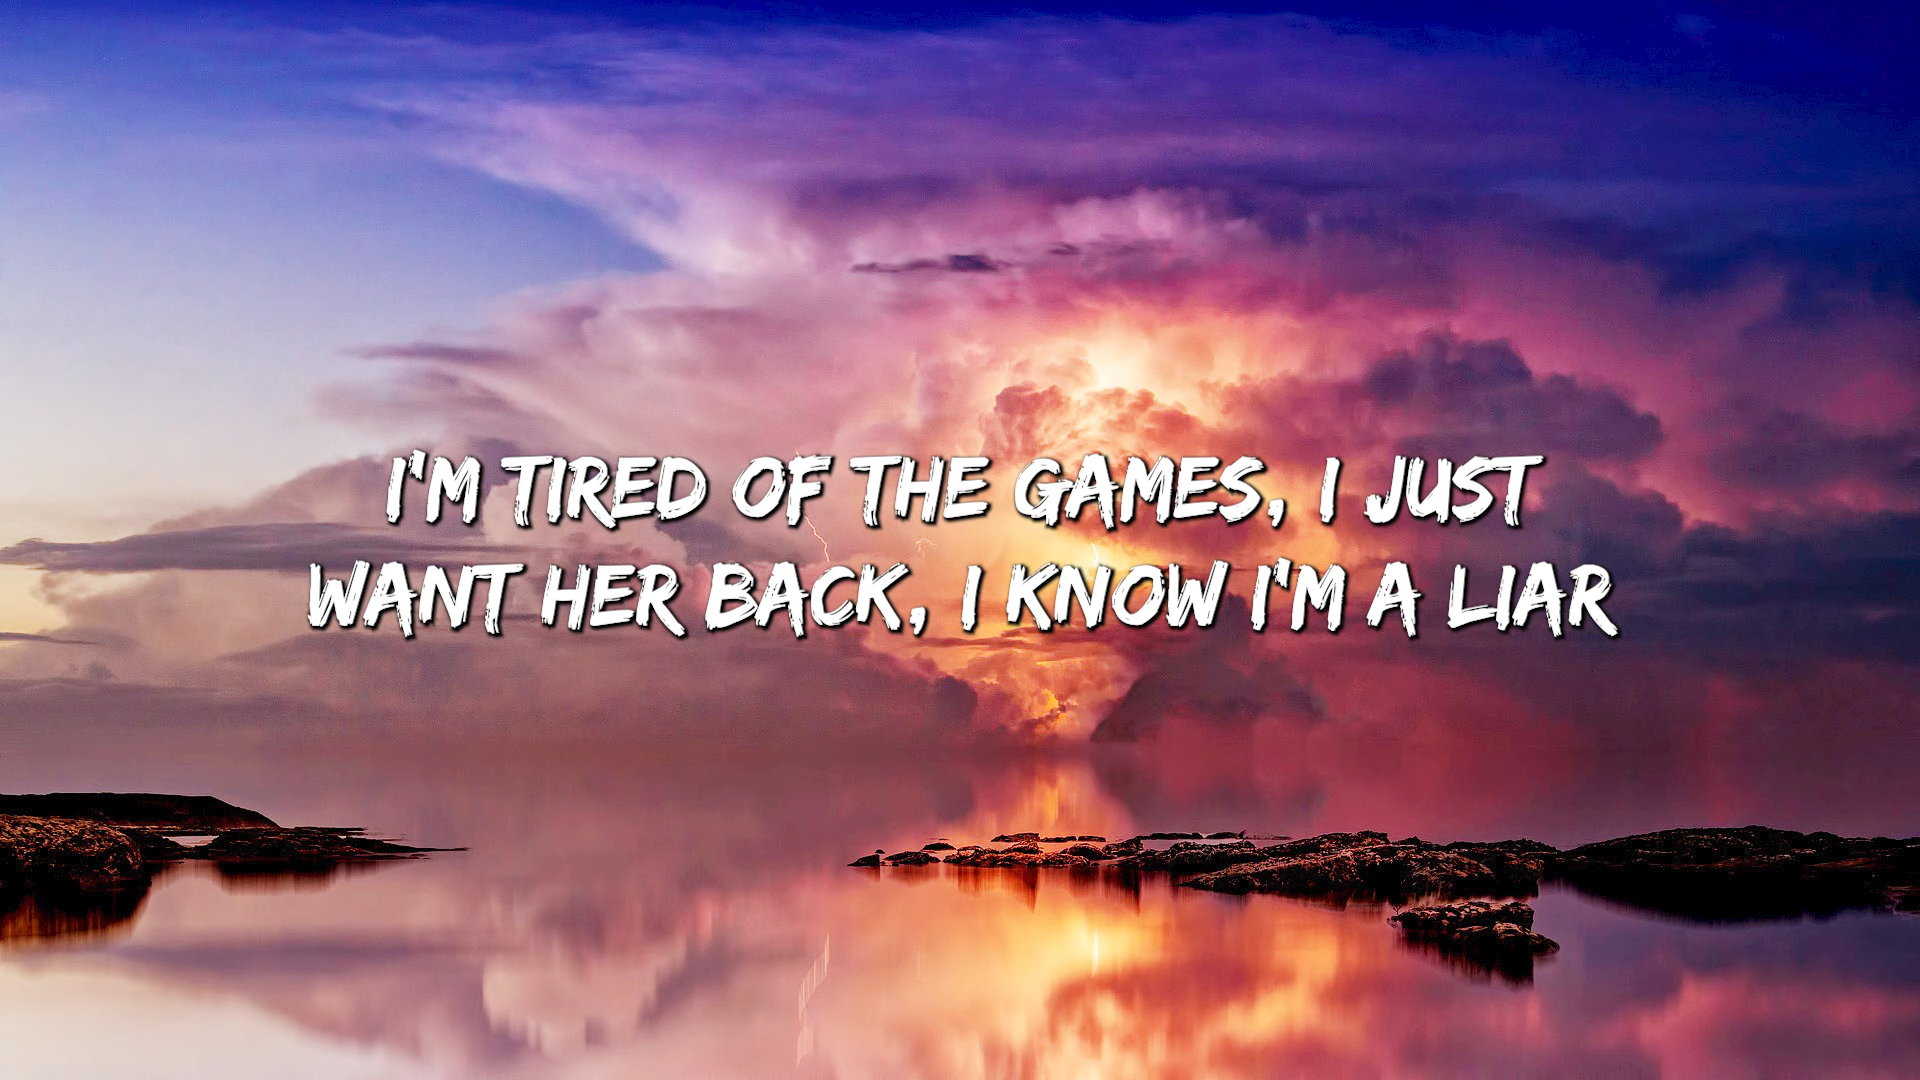 I'M TIRED OF THE GAMES, I JUST
WANT HER BACK, I KNOW I'M A LIAR